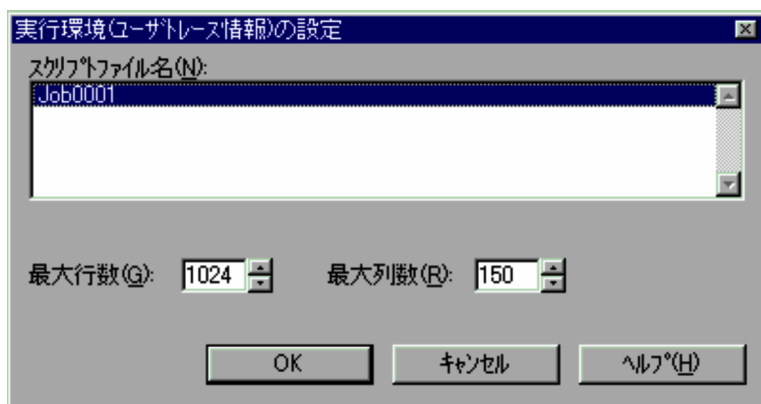 実行環境(ﾕｰｻﾞﾄﾚｰｽ情報)の設定
ｽｸﾘﾌﾟﾄﾌｧｲﾙ名(N):
Job0001
最大行数(G): 1024 最大列数(R): 150
OK ｷｬﾝｾﾙ ﾍﾙﾌﾟ(H)